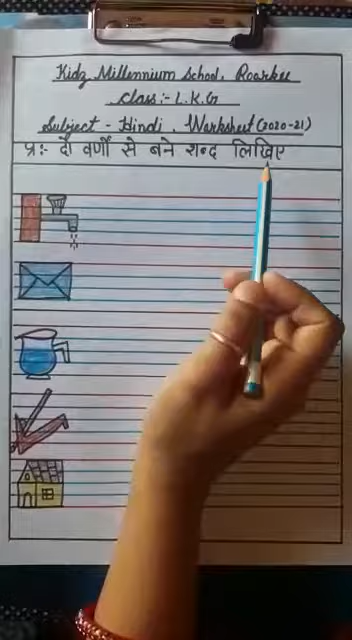 Kidz Millennium School, Roorkee
Class:- L.K.G
Subject - Hindi. Worksheet (2020-21)
प्र:- दो वर्णों से बने शब्द लिखिए